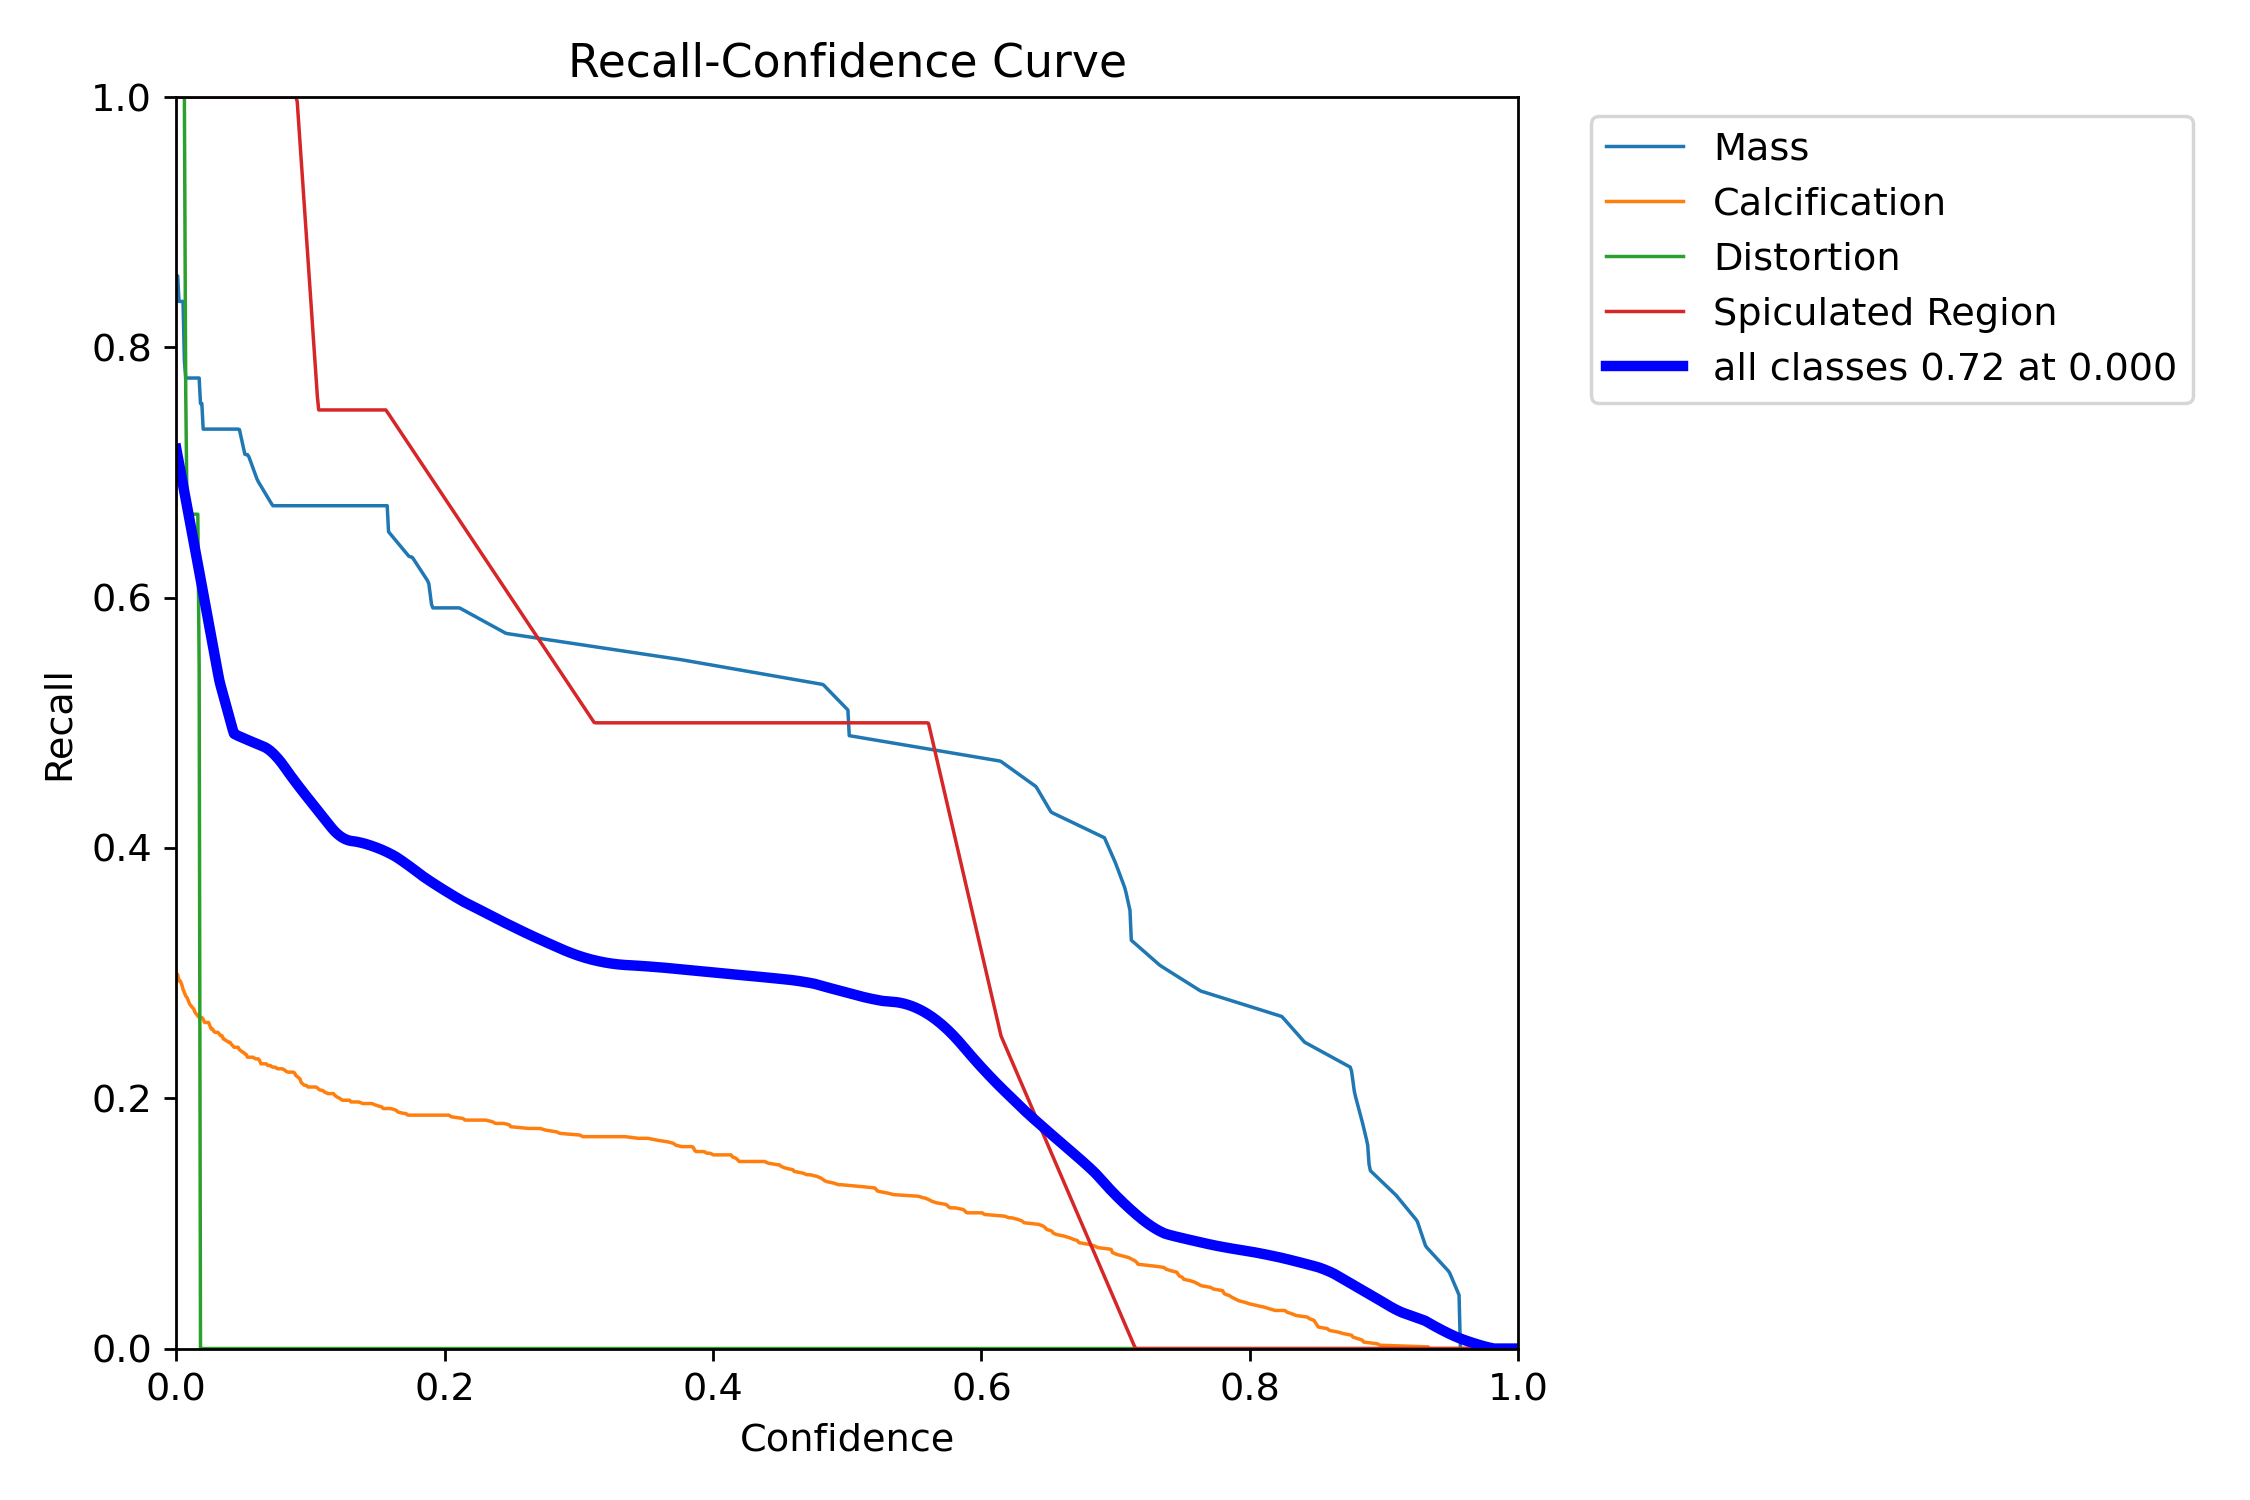 Recall-Confidence Curve
1.0
0.8
0.6
0.4
0.2
0.0
Recall
0.0 0.2 0.4 0.6 0.8 1.0
Confidence
Mass
Calcification
Distortion
Spiculated Region
all classes 0.72 at 0.000